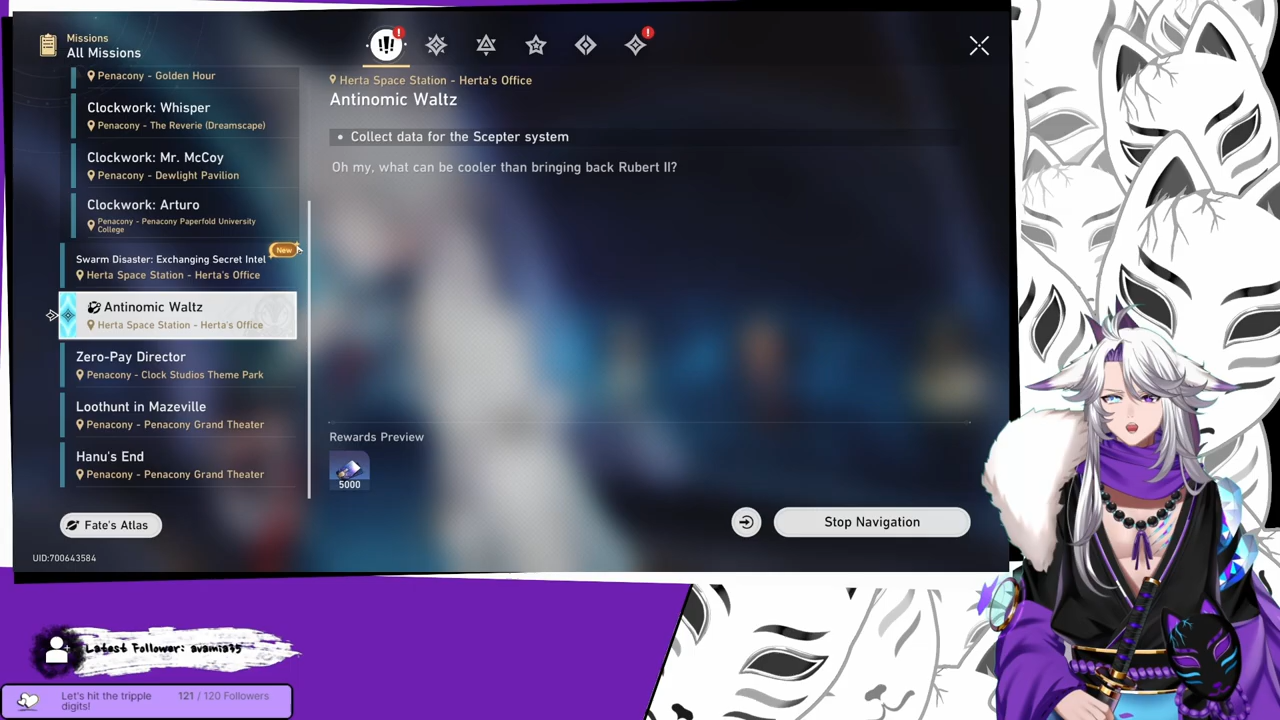 Missions
All Missions
Penacony - Golden Hour
Clockwork: Whisper
Penacony - The Reverie (Dreamscape)
Clockwork: Mr. McCoy
Penacony - Dewlight Pavilion
Clockwork: Arturo
Penacony - Penacony Paperfold University
College
New
Swarm Disaster: Exchanging Secret Intel
Herta Space Station - Herta's Office
Antinomic Waltz
Herta Space Station - Herta's Office
Zero-Pay Director
Penacony - Clock Studios Theme Park
Loothunt in Mazeville
Penacony - Penacony Grand Theater
Hanu's End
Penacony - Penacony Grand Theater
Fate's Atlas
UID:700643584
Herta Space Station - Herta's Office
Antinomic Waltz
Collect data for the Scepter system
Oh my, what can be cooler than bringing back Rubert II?
Rewards Preview
5000
Stop Navigation
Latest Follower: avamia35
Let's hit the tripple
digits!
121 / 120 Followers